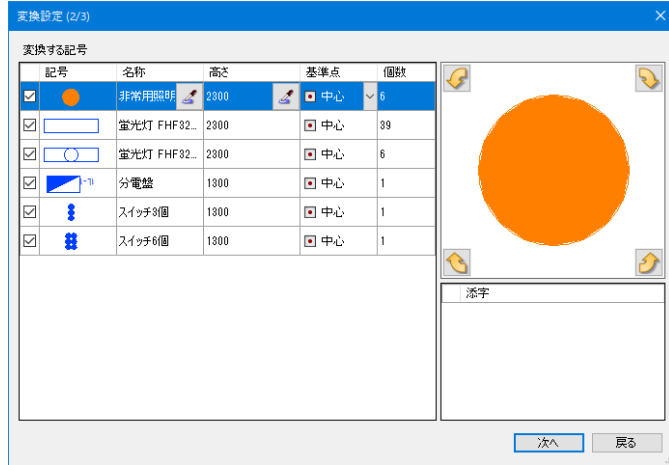 変換設定 (2/3)
変換する記号
記号 名称 高さ 基準点 個数
非常用照明 2300 中心 6
蛍光灯 FHF32... 2300 中心 39
蛍光灯 FHF32... 2300 中心 6
分電盤 1300 中心 1
スイッチ3個 1300 中心 1
スイッチ6個 1300 中心 1
添字
次へ 戻る